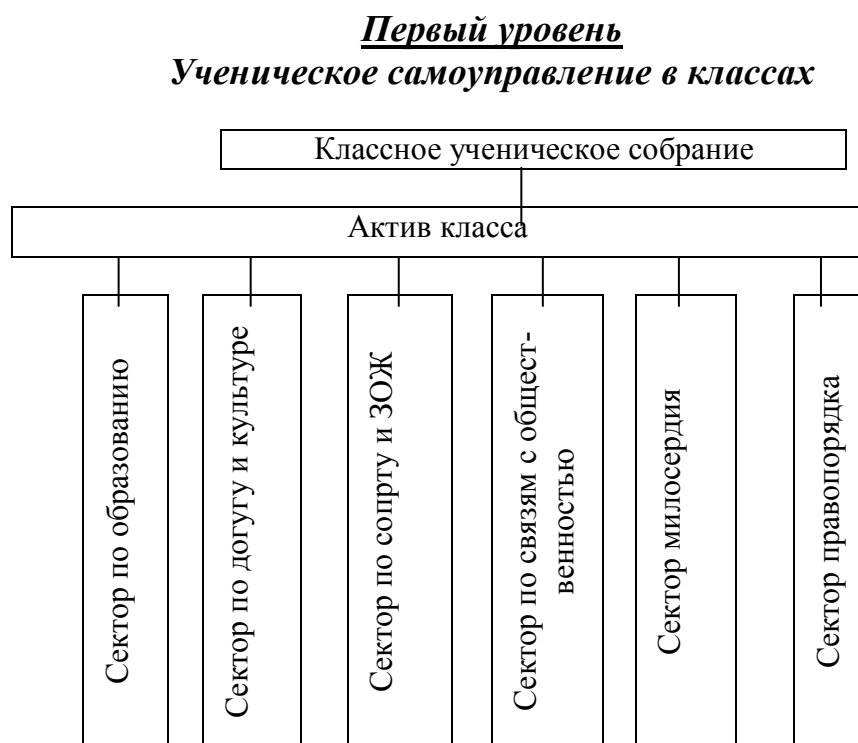 Первый уровень
Ученическое самоуправление в классах
Классное ученическое собрание
Актив класса
Сектор по образованию
Сектор по догугу и культуре
Сектор по сопрту и ЗОЖ
Сектор по связям с общест-
венностью
Сектор милосердия
Сектор правопорядка